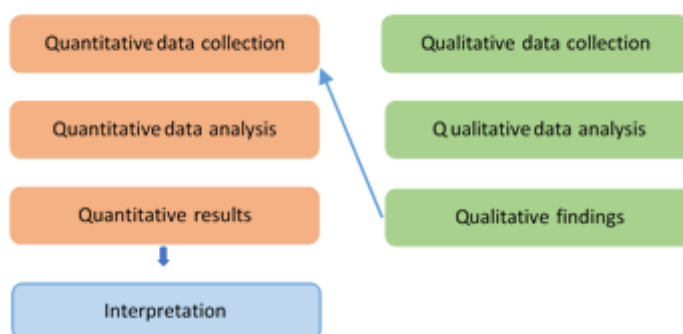 Quantitative data collection
Qualitative data collection
Quantitative data analysis
Qualitative data analysis
Quantitative results
Qualitative findings
Interpretation